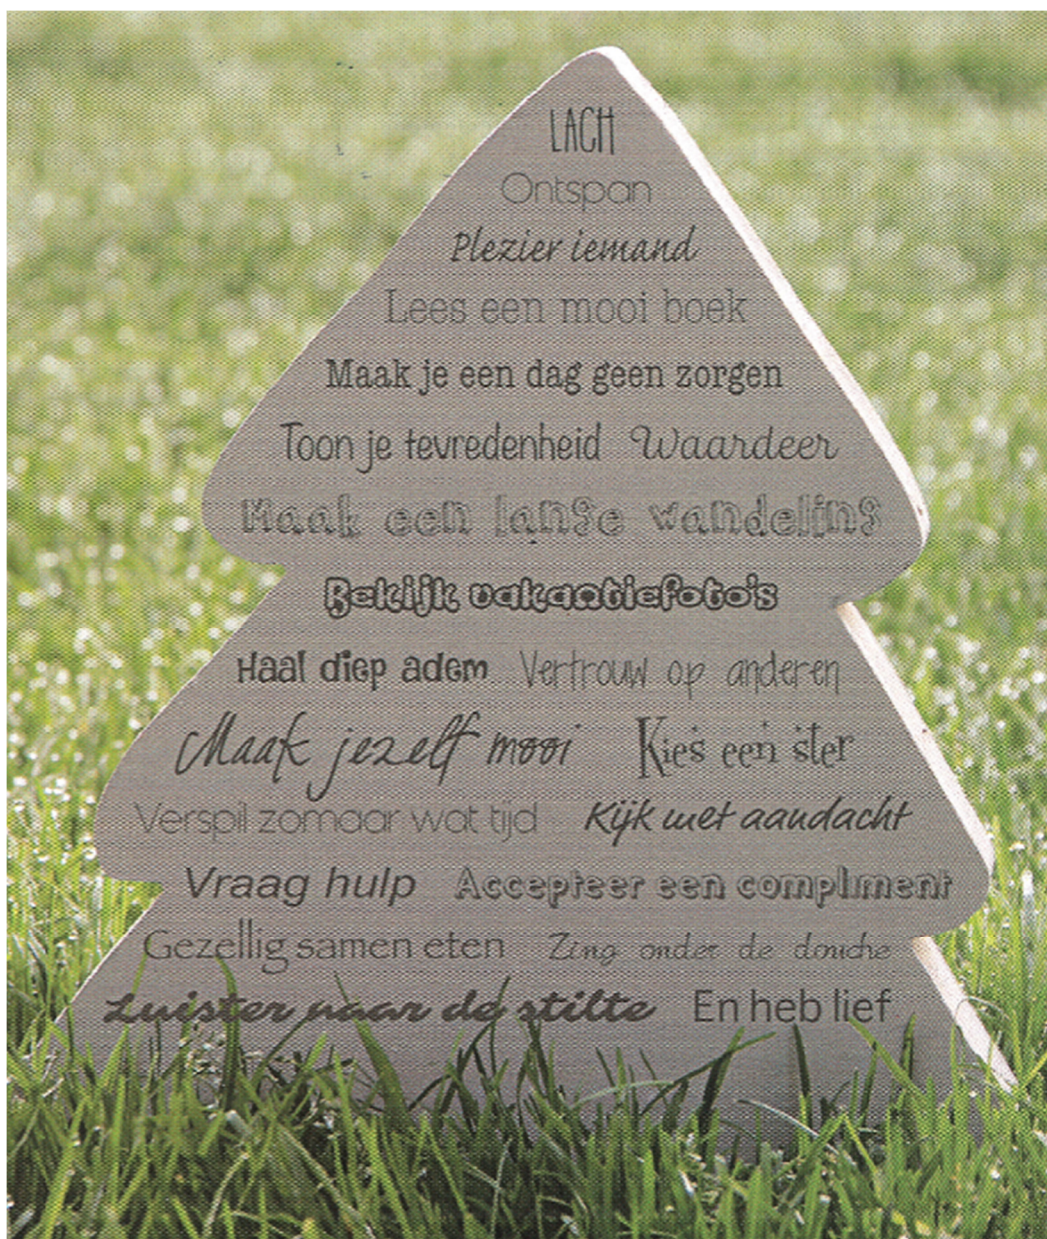 LACH
Ontspan
Plezier iemand
Lees een mooi boek
Maak je een dag geen zorgen
Toon je tevredenheid Waardeer
Maak een lange wandeling
Bekijk vakantiefoto's
Haal diep adem Vertrouw op anderen
Maak jezelf mooi Kies een ster
Verspil zomaar wat tijd Kijk met aandacht
Vraag hulp Accepteer een compliment
Gezellig samen eten Zing onder de douche
Luister naar de stilte En heb lief